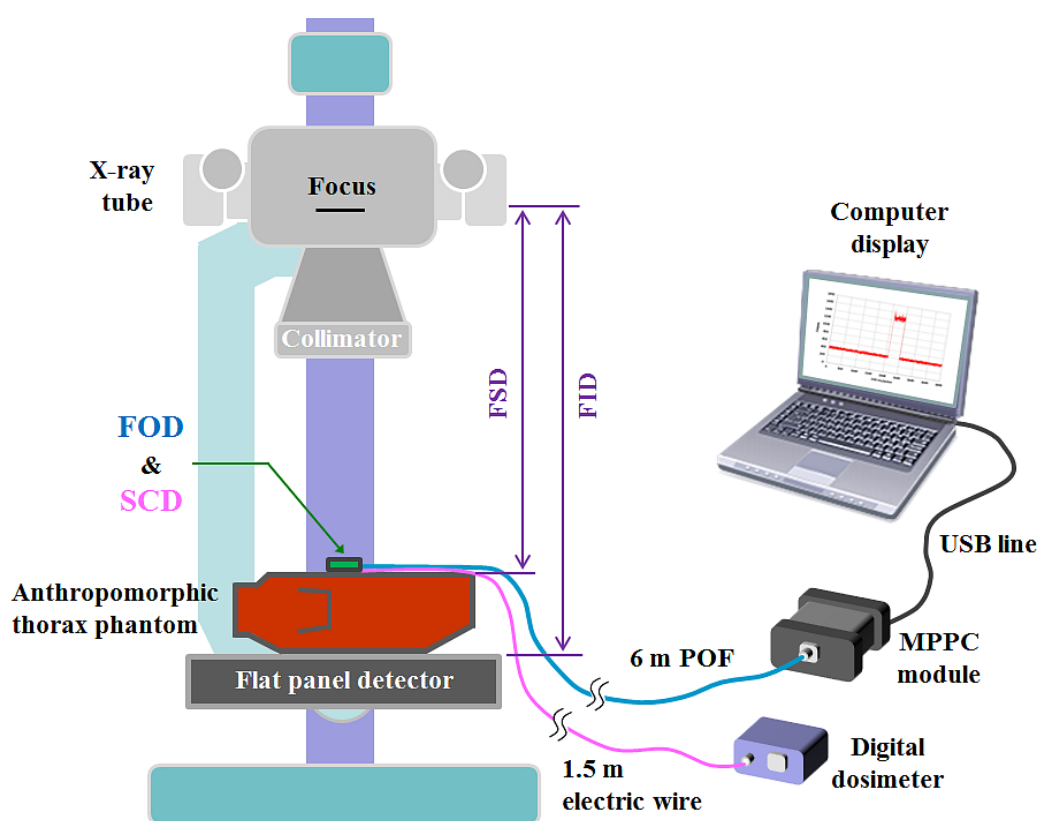 X-ray
tube
Focus
Collimator
FSD
FID
Computer
display
FOD
&
SCD
USB line
Anthropomorphic
thorax phantom
Flat panel detector
6 m POF
MPPC
module
1.5 m
electric wire
Digital
dosimeter